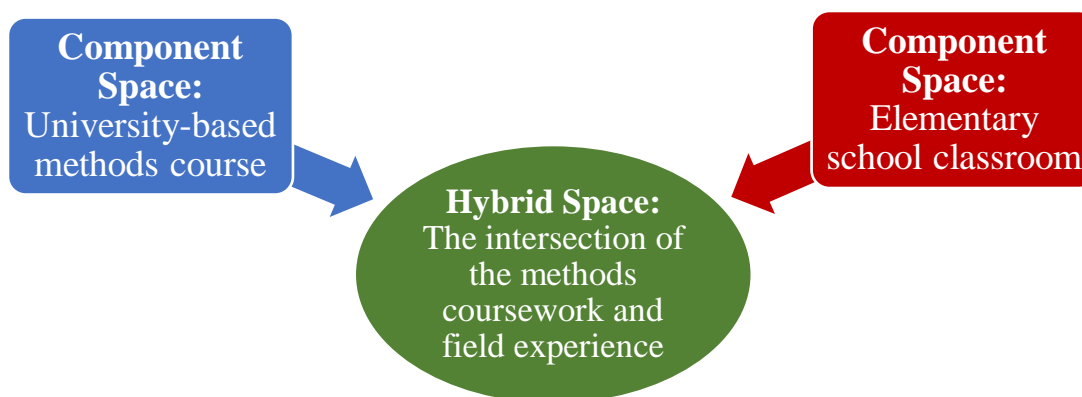 Component
Space:
University-based
methods course
Component
Space:
Elementary
school classroom
Hybrid Space:
The intersection of
the methods
coursework and
field experience